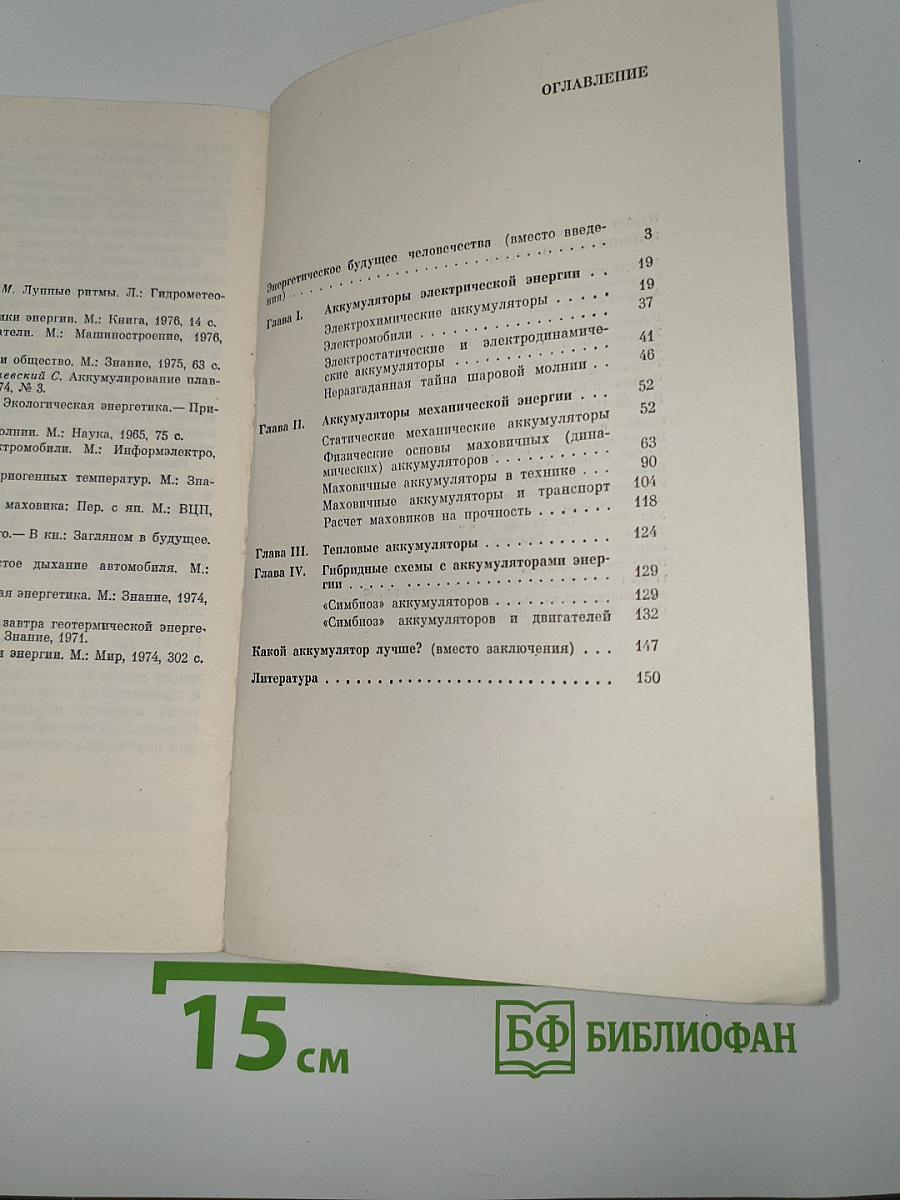 М. Лунные ритмы. Л.: Гидрометео-
ики энергии. М.: Книга, 1976, 14 с.
атели. М.: Машиностроение, 1976,
и общество. М.: Знание, 1975, 63 с.
евский С. Аккумулирование плав-
74, № 3.
Экологическая энергетика.— При-
олнии. М.: Наука, 1965, 75 с.
ктромобили. М.: Информэлектро,
риогенных температур. М.: Зна-
маховика: Пер. с яп. М.: ВЦП,
го.— В кн.: Заглянем в будущее.
стое дыхание автомобиля. М.:
ая энергетика. М.: Знание, 1974,
завтра геотермической энерге-
Знание, 1971.
и энергии. М.: Мир, 1974, 302 с.
ОГЛАВЛЕНИЕ
Энергетическое будущее человечества (вместо введе-
ния) . . . . . . . . . . . . . . . . . . . . . . . . . 3
Глава I. Аккумуляторы электрической энергии . . 19
Электрохимические аккумуляторы . . . . . 19
Электромобили . . . . . . . . . . . . . . 37
Электростатические и электродинамиче-
ские аккумуляторы . . . . . . . . . . . . 41
Неразгаданная тайна шаровой молнии . . 46
Глава II. Аккумуляторы механической энергии . . . 52
Статические механические аккумуляторы 52
Физические основы маховичных (дина-
мических) аккумуляторов . . . . . . . . . . 63
Маховичные аккумуляторы в технике . . . 90
Маховичные аккумуляторы и транспорт 104
Расчет маховиков на прочность . . . . . . . 118
Глава III. Тепловые аккумуляторы . . . . . . . . . . . . 124
Глава IV. Гибридные схемы с аккумуляторами энер-
гии . . . . . . . . . . . . . . . . . . . . . 129
«Симбиоз» аккумуляторов . . . . . . . . . . . 129
«Симбиоз» аккумуляторов и двигателей 132
Какой аккумулятор лучше? (вместо заключения) . . . 147
Литература . . . . . . . . . . . . . . . . . . . . . . . . . . . . 150
15 см
БФ БИБЛИОФАН